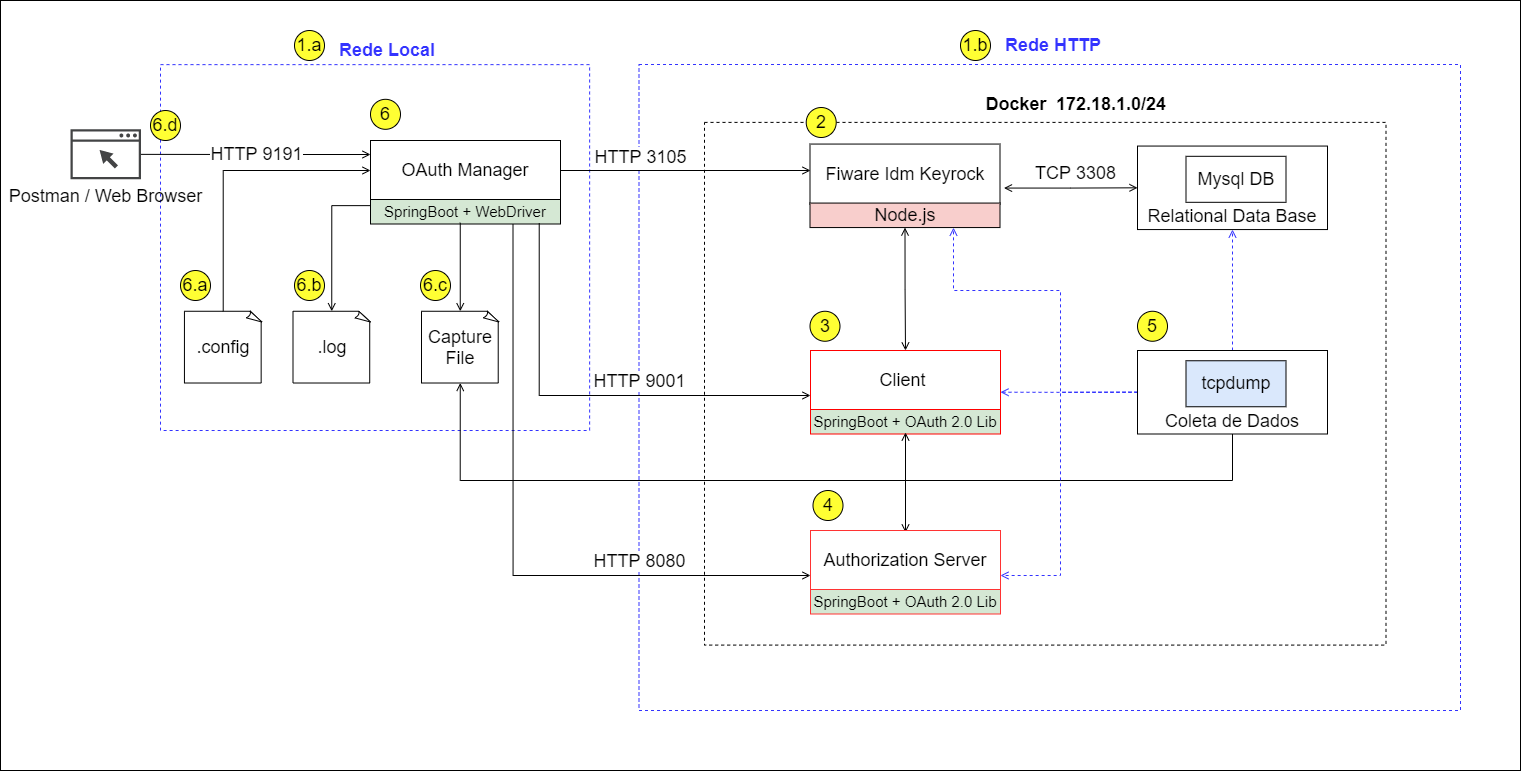 1.a
Rede Local
1.b
Rede HTTP
Docker 172.18.1.0/24
6.d
6
2
HTTP 9191
Postman / Web Browser
OAuth Manager
SpringBoot + WebDriver
HTTP 3105
Fiware Idm Keyrock
Node.js
TCP 3308
Mysql DB
Relational Data Base
6.a
.config
6.b
.log
6.c
Capture
File
3
HTTP 9001
Client
SpringBoot + OAuth 2.0 Lib
5
tcpdump
Coleta de Dados
4
HTTP 8080
Authorization Server
SpringBoot + OAuth 2.0 Lib